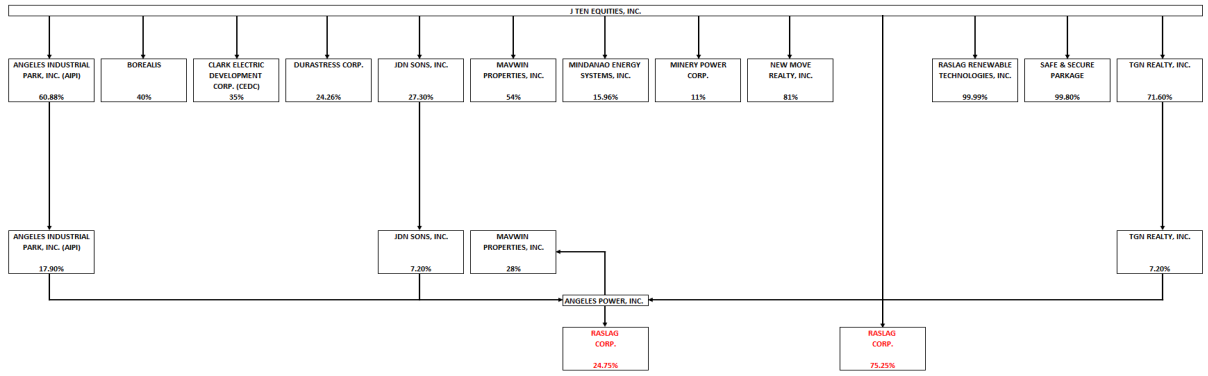 J TEN EQUITIES, INC.
ANGELES INDUSTRIAL
PARK, INC. (AIPI)
60.88%
BOREALIS
40%
CLARK ELECTRIC
DEVELOPMENT
CORP. (CEDC)
35%
DURASTRESS CORP.
24.26%
JDN SONS, INC.
27.30%
MAVWIN
PROPERTIES, INC.
54%
MINDANAO ENERGY
SYSTEMS, INC.
15.96%
MINERY POWER
CORP.
11%
NEW MOVE
REALTY, INC.
81%
RASLAG RENEWABLE
TECHNOLOGIES, INC.
99.99%
SAFE & SECURE
PARKAGE
99.80%
TGN REALTY, INC.
71.60%
ANGELES INDUSTRIAL
PARK, INC. (AIPI)
17.90%
JDN SONS, INC.
7.20%
MAVWIN
PROPERTIES, INC.
28%
TGN REALTY, INC.
7.20%
ANGELES POWER, INC.
RASLAG
CORP.
24.75%
RASLAG
CORP.
75.25%